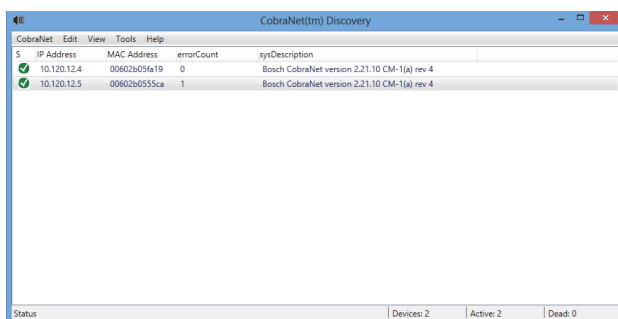 CobraNet(tm) Discovery
CobraNet Edit View Tools Help
S IP Address MAC Address errorCount sysDescription
10.120.12.4 00602b05fa19 0 Bosch CobraNet version 2.21.10 CM-1(a) rev 4
10.120.12.5 00602b0555ca 1 Bosch CobraNet version 2.21.10 CM-1(a) rev 4
Status Devices: 2 Active: 2 Dead: 0